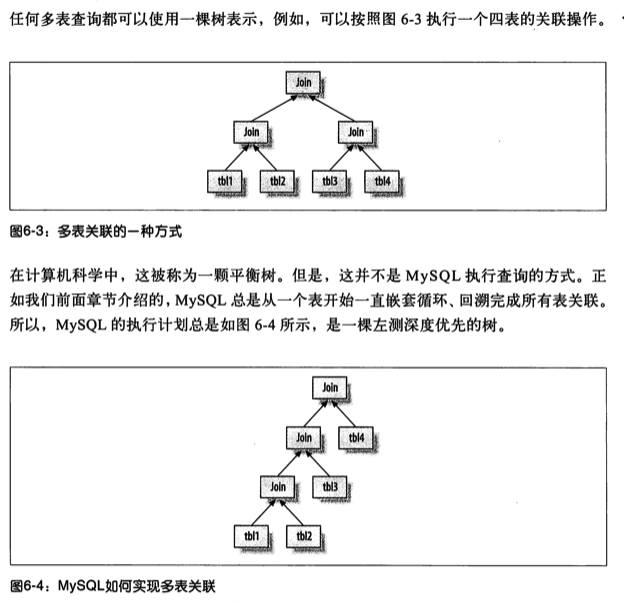 任何多表查询都可以使用一棵树表示，例如，可以按照图 6-3 执行一个四表的关联操作。
Join
Join Join
tbl1 tbl2 tbl3 tbl4
图6-3：多表关联的一种方式
在计算机科学中，这被称为一颗平衡树。但是，这并不是 MySQL 执行查询的方式。正
如我们前面章节介绍的，MySQL 总是从一个表开始一直嵌套循环、回溯完成所有表关联。
所以，MySQL 的执行计划总是如图 6-4 所示，是一棵左测深度优先的树。
Join
Join tbl4
Join tbl3
tbl1 tbl2
图6-4：MySQL如何实现多表关联